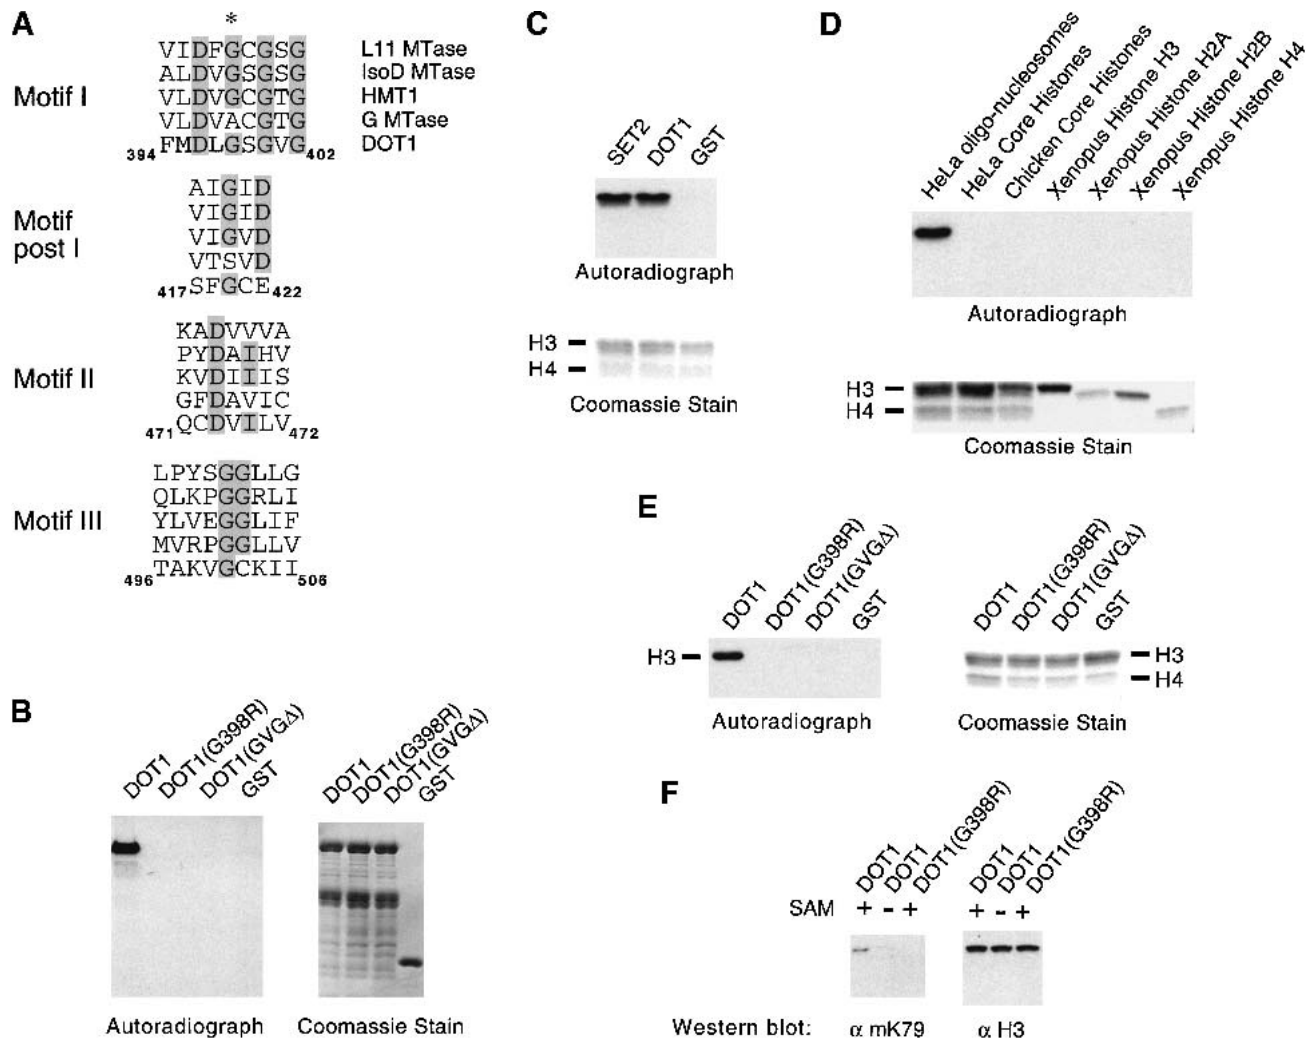 A
*
VIDFGCGSG L11 MTase
ALDVGSGSG IsoD MTase
Motif I VLDVGCGTG HMT1
VLDVACGTG G MTase
394 FMDLGSGVG 402 DOT1
AIGID
Motif VIGID
post I VIGVD
VTSVD
417 SFGCE 422
KADVVVA
PYDAIHV
Motif II KVDIIIS
GFDAVIC
471 QCDVILV 472
LPYSGGLLG
QLKPGGRLI
Motif III YLVEGGLIF
MVRPGGLLV
496 TAKVGCKII 506
B
DOT1
DOT1(G398R)
DOT1(GVGΔ)
GST
DOT1
DOT1(G398R)
DOT1(GVGΔ)
GST
Autoradiograph Coomassie Stain
C
SET2
DOT1
GST
Autoradiograph
H3
H4
Coomassie Stain
D
HeLa oligo-nucleosomes
HeLa Core Histones
Chicken Core Histones
Xenopus Histone H3
Xenopus Histone H2A
Xenopus Histone H2B
Xenopus Histone H4
Autoradiograph
H3
H4
Coomassie Stain
E
DOT1
DOT1(G398R)
DOT1(GVGΔ)
GST
H3
Autoradiograph
DOT1
DOT1(G398R)
DOT1(GVGΔ)
GST
H3
H4
Coomassie Stain
F
DOT1
DOT1
DOT1(G398R)
DOT1
DOT1
DOT1(G398R)
SAM + - + + - +
Western blot: α mK79 α H3